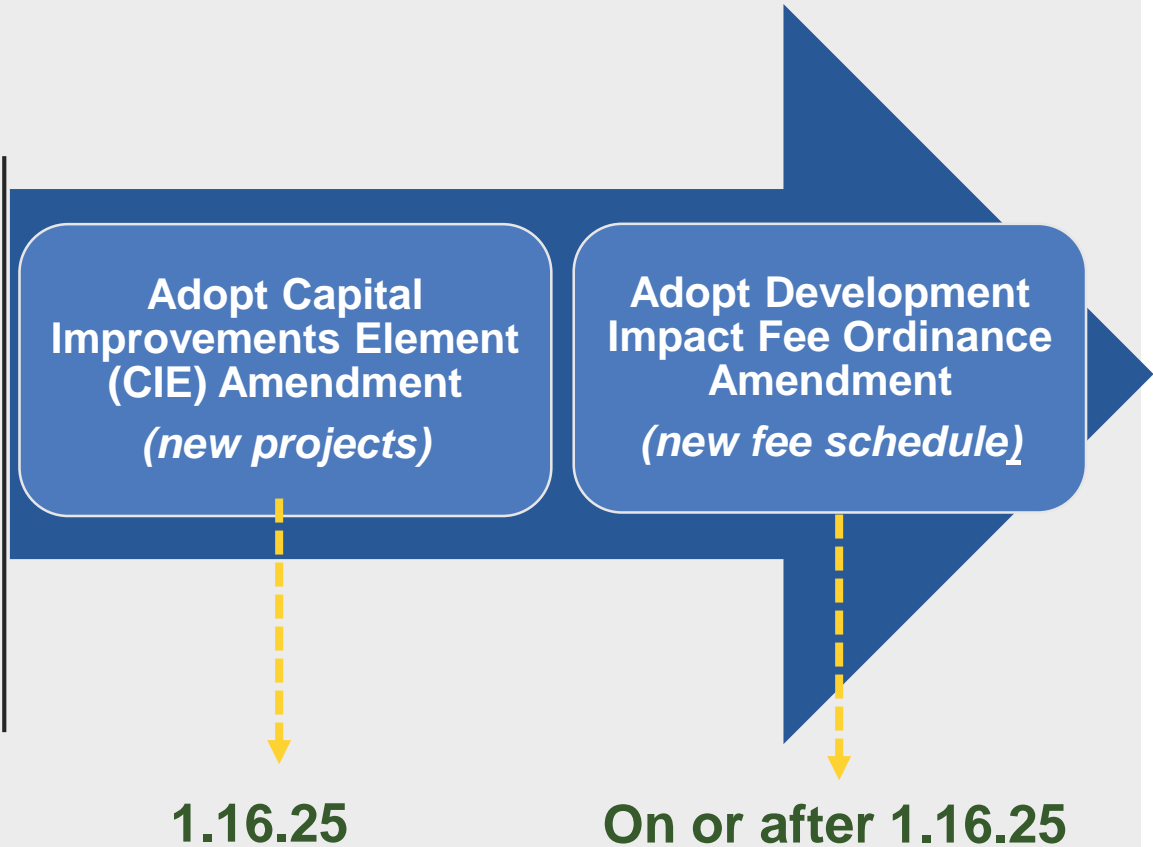 Adopt Capital
Improvements Element
(CIE) Amendment
(new projects)
Adopt Development
Impact Fee Ordinance
Amendment
(new fee schedule)
1.16.25
On or after 1.16.25